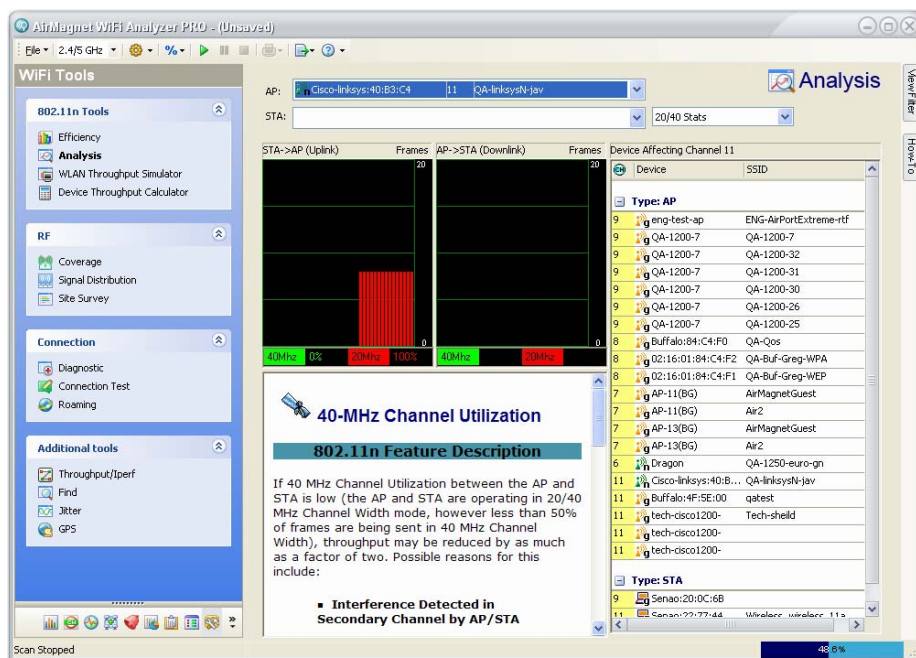 AirMagnet WiFi Analyzer PRO - (Unsaved)
File
2.4/5 GHz
%
WiFi Tools
802.11n Tools
Efficiency
Analysis
WLAN Throughput Simulator
Device Throughput Calculator
RF
Coverage
Signal Distribution
Site Survey
Connection
Diagnostic
Connection Test
Roaming
Additional tools
Throughput/Iperf
Find
Jitter
GPS
AP: n Cisco-linksys:40:B3:C4 11 QA-linksysN-jav
STA:
20/40 Stats
Analysis
View/Filter
How-To
STA->AP (Uplink) Frames
20
0
40Mhz 0% 20Mhz 100%
AP->STA (Downlink) Frames
20
0
40Mhz 20Mhz
40-MHz Channel Utilization
802.11n Feature Description
If 40 MHz Channel Utilization between the AP and
STA is low (the AP and STA are operating in 20/40
MHz Channel Width mode, however less than 50%
of frames are being sent in 40 MHz Channel
Width), throughput may be reduced by as much
as a factor of two. Possible reasons for this
include:
▪ Interference Detected in
Secondary Channel by AP/STA
Device Affecting Channel 11
CH Device SSID
Type: AP
9 g eng-test-ap ENG-AirPortExtreme-rtf
9 g QA-1200-7 QA-1200-7
9 g QA-1200-7 QA-1200-32
9 g QA-1200-7 QA-1200-31
9 g QA-1200-7 QA-1200-30
9 g QA-1200-7 QA-1200-26
9 g QA-1200-7 QA-1200-25
8 g Buffalo:84:C4:F0 QA-Qos
8 g 02:16:01:84:C4:F2 QA-Buf-Greg-WPA
8 g 02:16:01:84:C4:F1 QA-Buf-Greg-WEP
7 g AP-11(BG) AirMagnetGuest
7 g AP-11(BG) Air2
7 g AP-13(BG) AirMagnetGuest
7 g AP-13(BG) Air2
6 n Dragon QA-1250-euro-gn
11 n Cisco-linksys:40:B... QA-linksysN-jav
11 g Buffalo:4F:5E:00 qatest
11 g tech-cisco1200- Tech-sheild
11 g tech-cisco1200-
11 g tech-cisco1200-
Type: STA
9 g Senao:20:0C:6B
11 Senao:22:77:44 Wireless_wireless_11a
Scan Stopped
48.6%